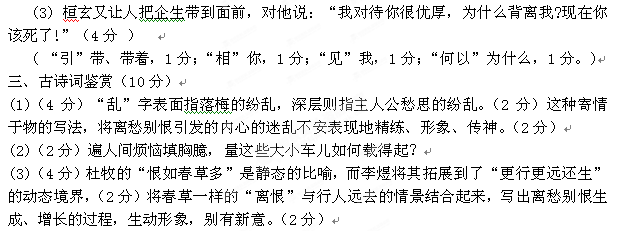 (3) 桓玄又让人把企生带到面前，对他说：“我对待你很优厚，为什么背离我?现在你
该死了!”（4分 ）
（ “引”带、带着，1分；“相”你，1分；“见”我，1分；“何以”为什么，1分。)
三、古诗词鉴赏(10分)
(1)（4分）“乱”字表面指落梅的纷乱，深层则指主人公愁思的纷乱。（2分）这种寄情
于物的写法，将离愁别恨引发的内心的迷乱不安表现地精练、形象、传神。（2分）
(2)（2分）遍人间烦恼填胸臆，量这些大小车儿如何载得起？
(3)（4分）杜牧的“恨如春草多”是静态的比喻，而李煜将其拓展到了“更行更远还生”
的动态境界，（2分）将春草一样的“离恨”与行人远去的情景结合起来，写出离愁别恨生
成、增长的过程，生动形象，别有新意。（2分）